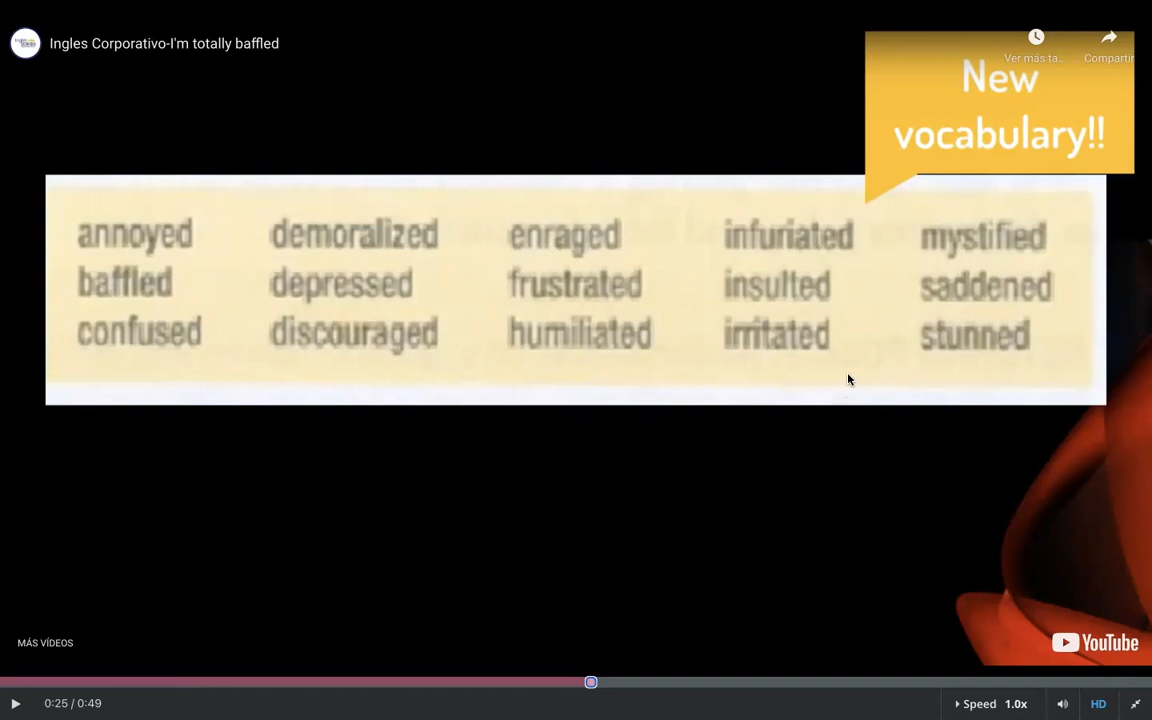 Ingles Corporativo-I'm totally baffled
Ver más ta...
Compartir
New
vocabulary!!
annoyed demoralized enraged infuriated mystified
baffled depressed frustrated insulted saddened
confused discouraged humiliated irritated stunned
MÁS VÍDEOS
YouTube
0:25 / 0:49
Speed 1.0x
HD